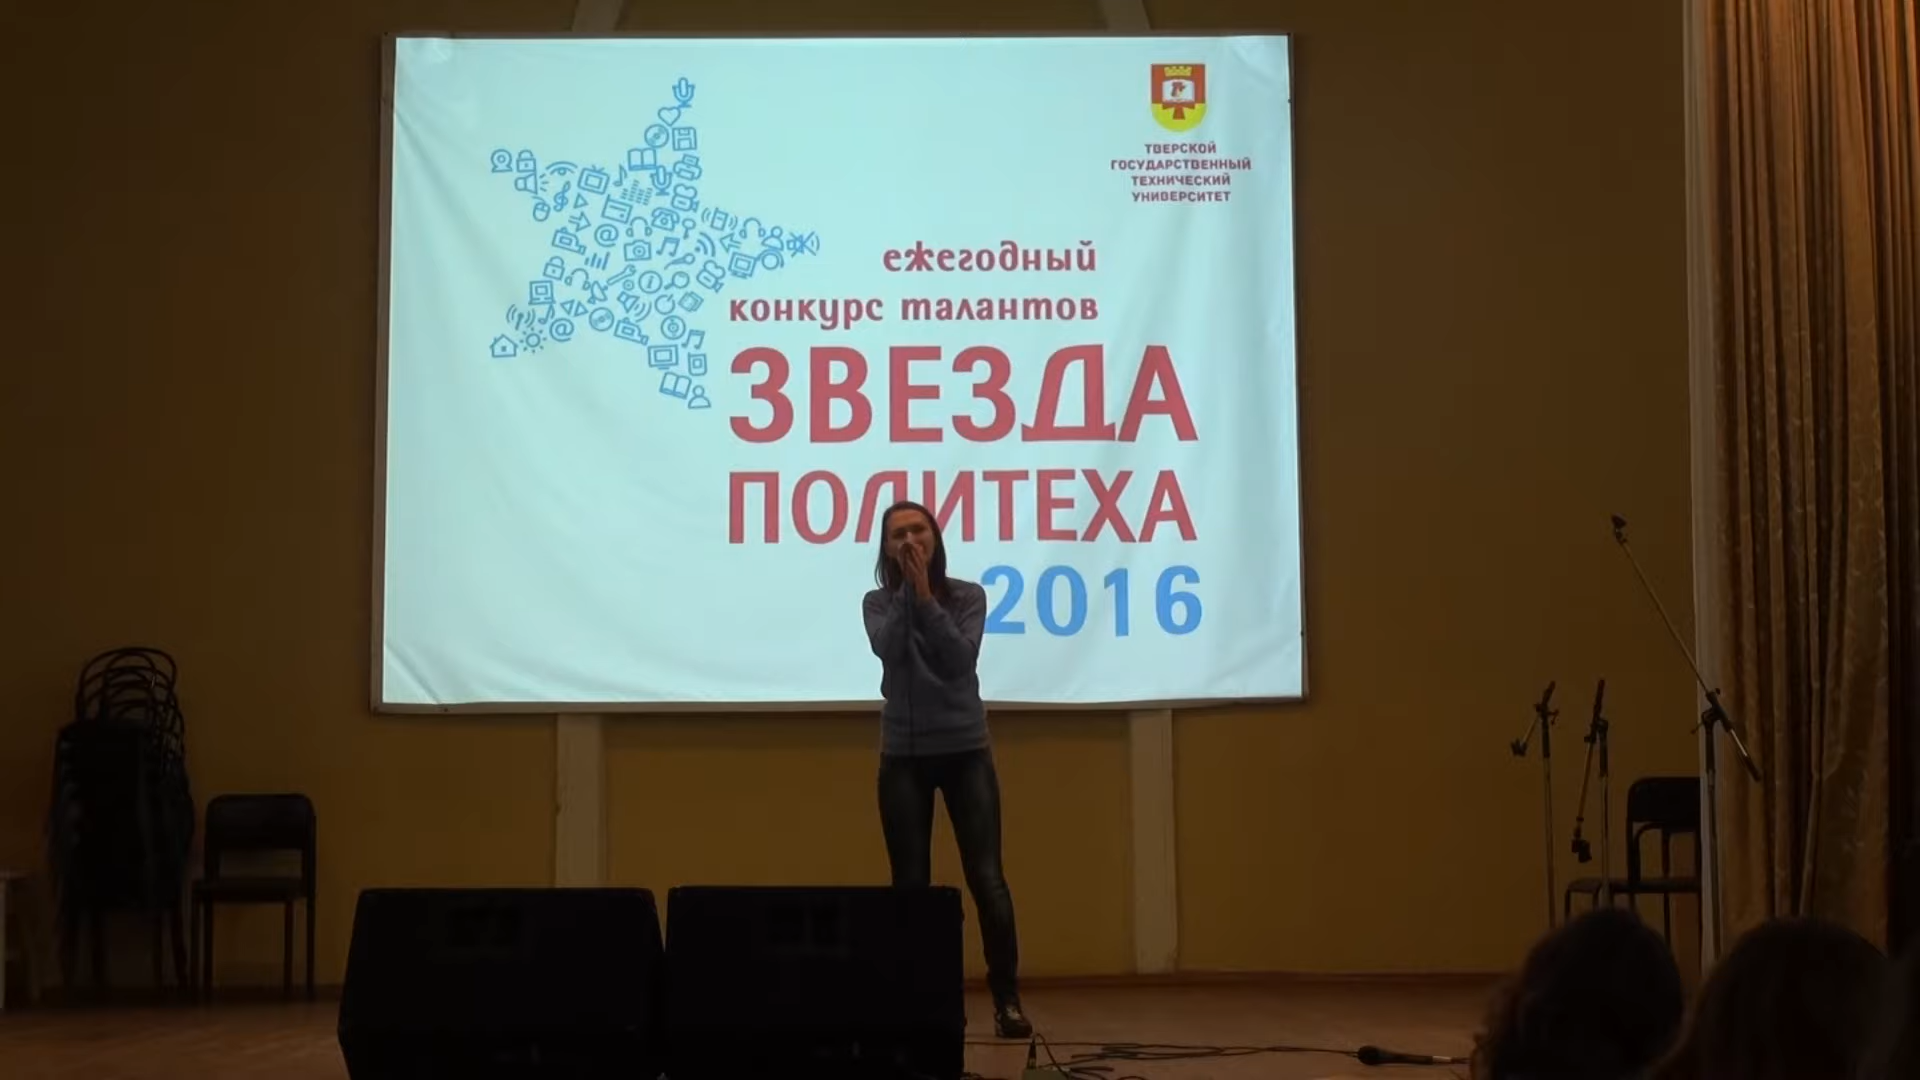 ТВЕРСКОЙ
ГОСУДАРСТВЕННЫЙ
ТЕХНИЧЕСКИЙ
УНИВЕРСИТЕТ
ежегодный
конкурс талантов
ЗВЕЗДА
ПОЛИТЕХА
2016